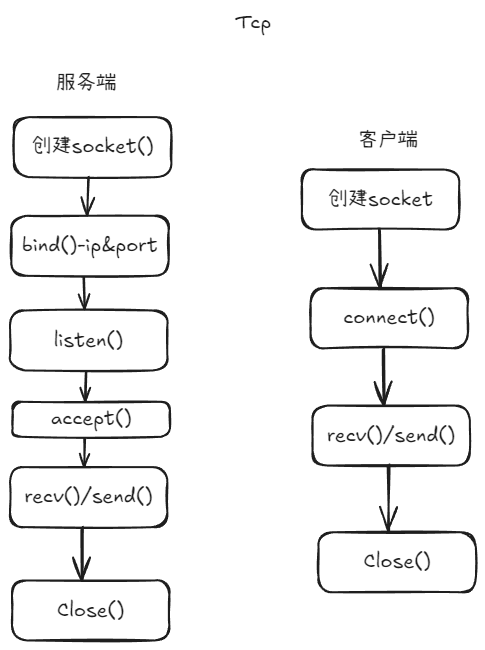 Tcp
服务端
创建socket()
bind()-ip&port
listen()
accept()
recv()/send()
Close()
客户端
创建socket
connect()
recv()/send()
Close()